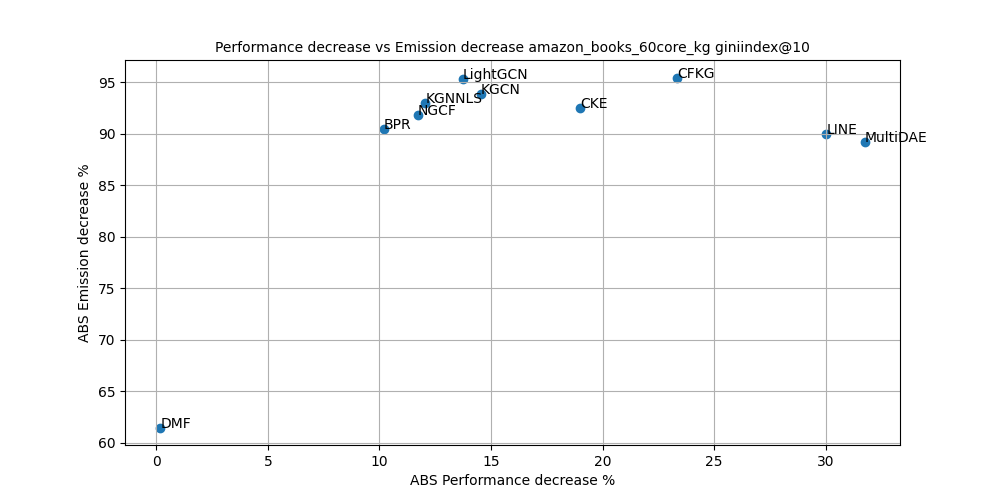 Performance decrease vs Emission decrease amazon_books_60core_kg giniindex@10
ABS Emission decrease %
95
90
85
80
75
70
65
60
LightGCN
CFKG
KGCN
KGNNLS
CKE
NGCF
BPR
LINE
MultiDAE
DMF
0
5
10
15
20
25
30
ABS Performance decrease %